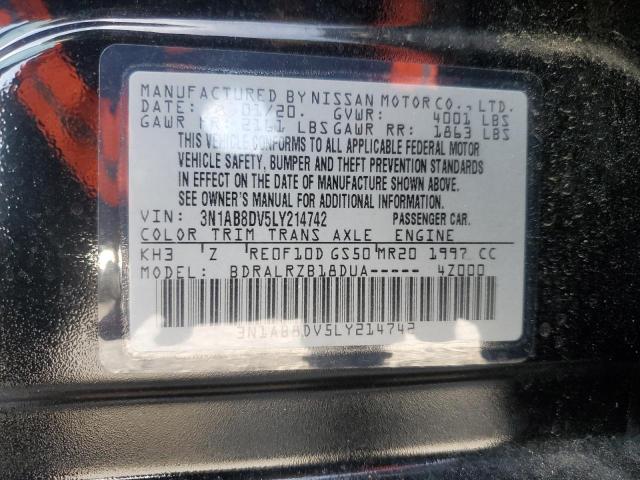 MANUFACTURED BY NISSAN MOTOR CO., LTD.
DATE: 01/20. GVWR: 4001 LBS
GAWR FR: 2161 LBS GAWR RR: 1863 LBS
THIS VEHICLE CONFORMS TO ALL APPLICABLE FEDERAL MOTOR
VEHICLE SAFETY, BUMPER AND THEFT PREVENTION STANDARDS
IN EFFECT ON THE DATE OF MANUFACTURE SHOWN ABOVE.
SEE OWNER'S MANUAL FOR ADDITIONAL INFORMATION.
VIN: 3N1AB8DV5LY214742 PASSENGER CAR.
COLOR TRIM TRANS AXLE ENGINE
KH3 Z RE0F10D GS50 MR20 1997 CC
MODEL: BDRALRZB18DUA----- 4Z000
3N1AB8DV5LY214742